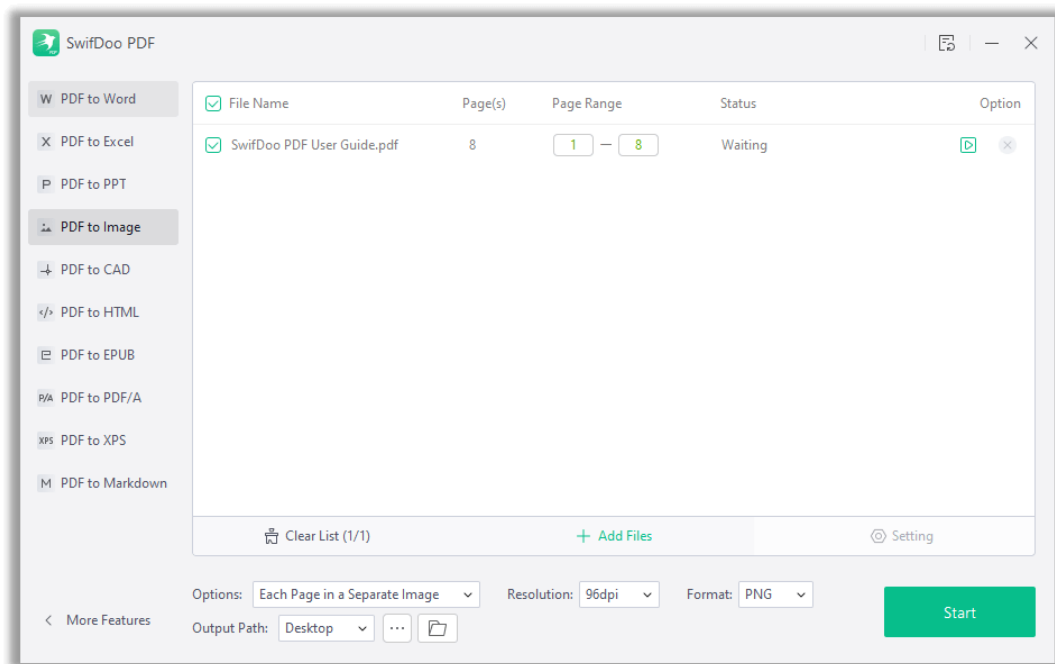 SwifDoo PDF
W PDF to Word
X PDF to Excel
P PDF to PPT
PDF to Image
PDF to CAD
</> PDF to HTML
E PDF to EPUB
P/A PDF to PDF/A
XPS PDF to XPS
M PDF to Markdown
< More Features
File Name Page(s) Page Range Status Option
SwifDoo PDF User Guide.pdf 8 1 — 8 Waiting
Clear List (1/1) + Add Files Setting
Options: Each Page in a Separate Image Resolution: 96dpi Format: PNG
Output Path: Desktop ...
Start